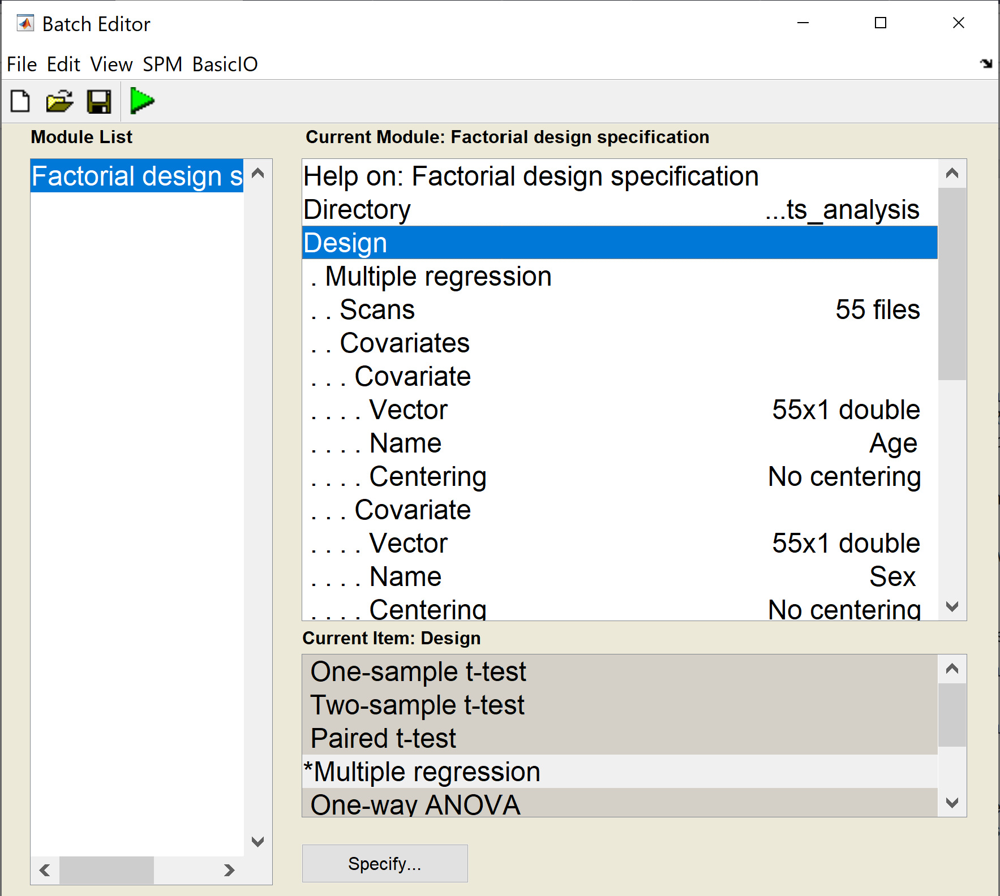 Batch Editor
File Edit View SPM BasicIO
Module List
Factorial design s
Current Module: Factorial design specification
Help on: Factorial design specification
Directory ...ts_analysis
Design
. Multiple regression
. . Scans 55 files
. . Covariates
. . . Covariate
. . . . Vector 55x1 double
. . . . Name Age
. . . . Centering No centering
. . . Covariate
. . . . Vector 55x1 double
. . . . Name Sex
. . . . Centering No centering
Current Item: Design
One-sample t-test
Two-sample t-test
Paired t-test
*Multiple regression
One-way ANOVA
Specify...